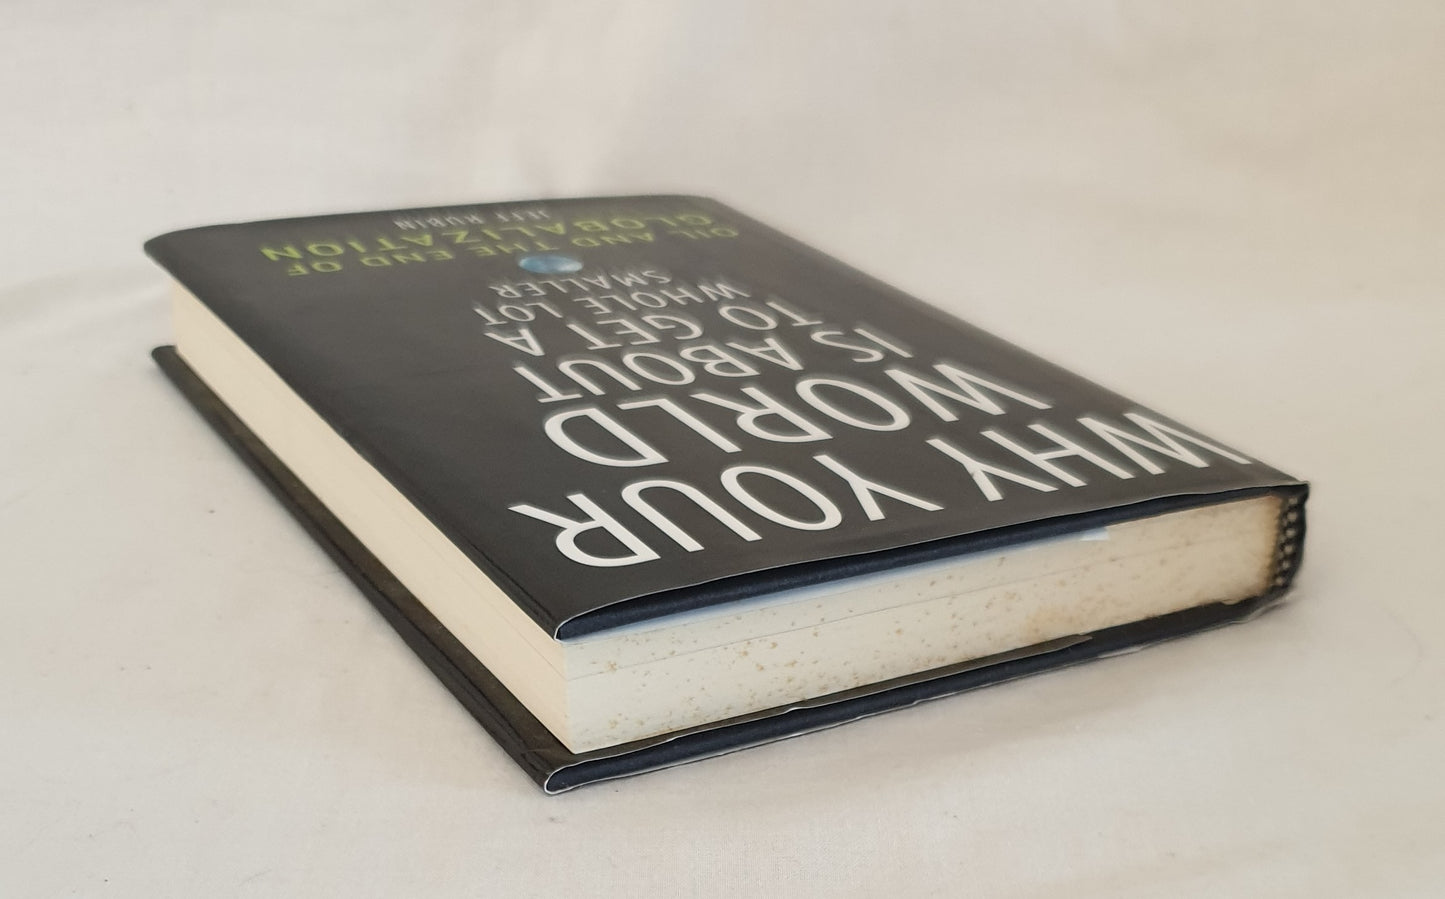 WHY YOUR
WORLD
IS ABOUT
TO GET A
WHOLE LOT
SMALLER
OIL AND THE END OF
GLOBALIZATION
JEFF RUBIN